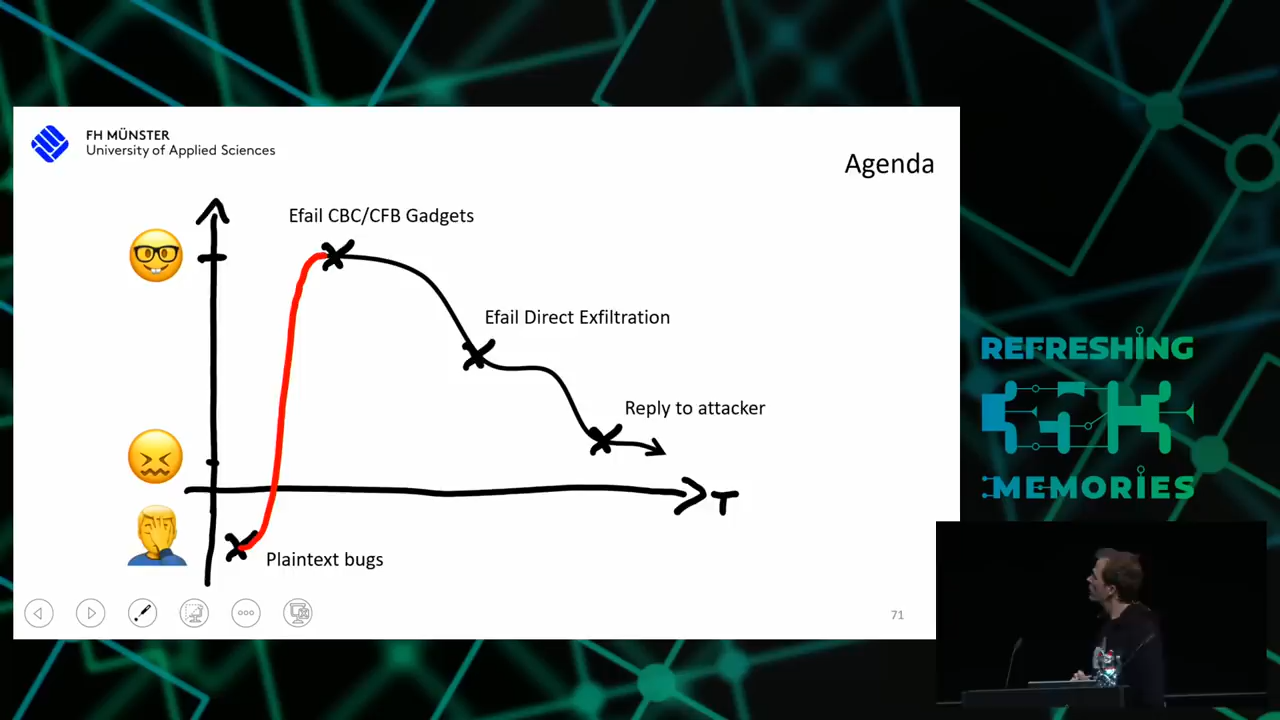 FH MÜNSTER
University of Applied Sciences
Agenda
Efail CBC/CFB Gadgets
Efail Direct Exfiltration
Reply to attacker
T
Plaintext bugs
71
REFRESHING
MEMORIES